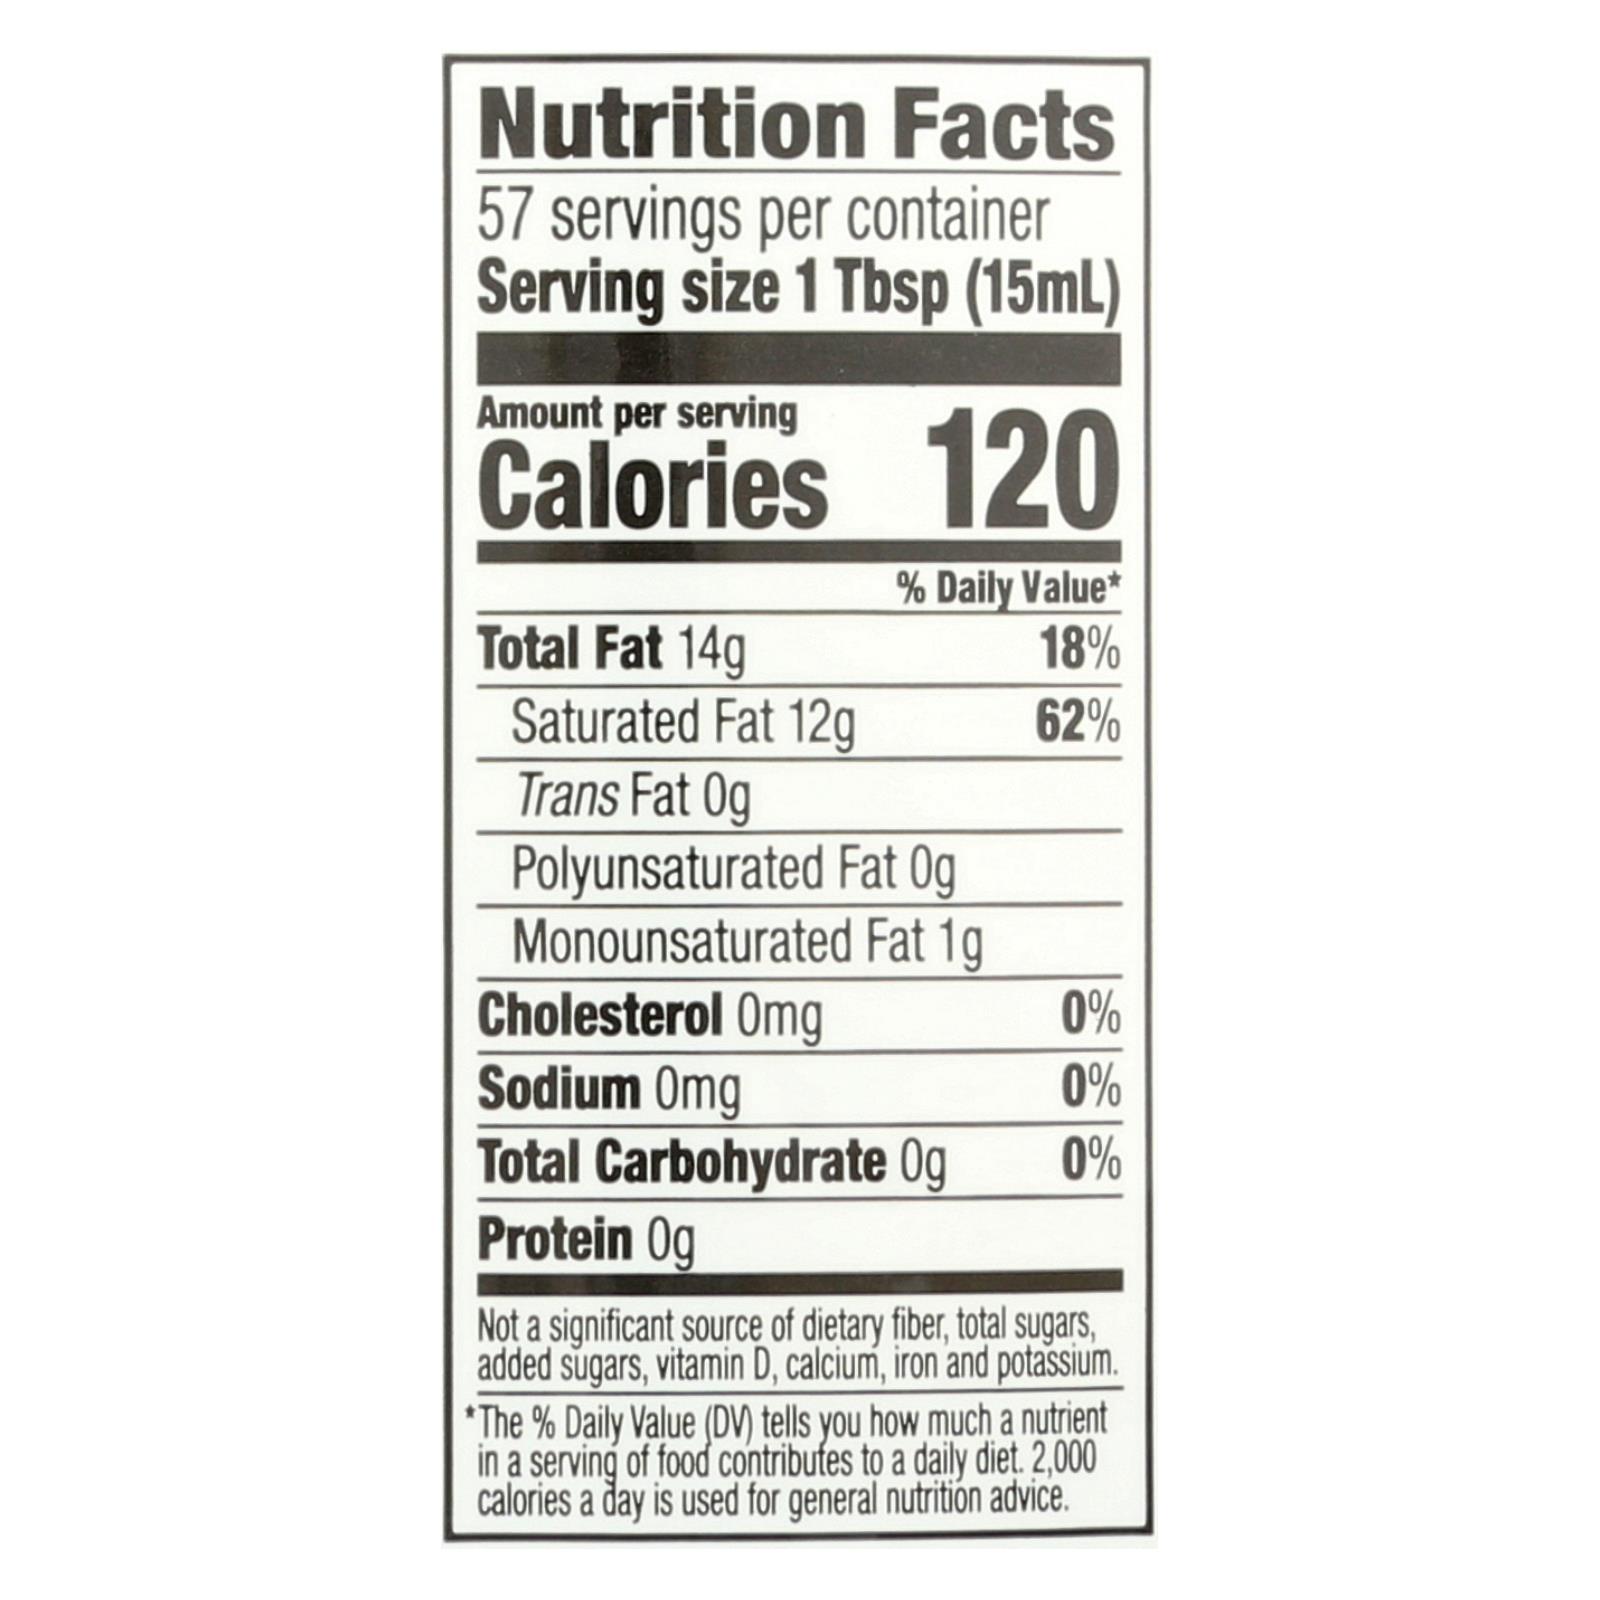 Nutrition Facts
57 servings per container
Serving size 1 Tbsp (15mL)
Amount per serving
Calories 120
% Daily Value*
Total Fat 14g 18%
Saturated Fat 12g 62%
Trans Fat 0g
Polyunsaturated Fat 0g
Monounsaturated Fat 1g
Cholesterol 0mg 0%
Sodium 0mg 0%
Total Carbohydrate 0g 0%
Protein 0g
Not a significant source of dietary fiber, total sugars,
added sugars, vitamin D, calcium, iron and potassium.
*The % Daily Value (DV) tells you how much a nutrient
in a serving of food contributes to a daily diet. 2,000
calories a day is used for general nutrition advice.